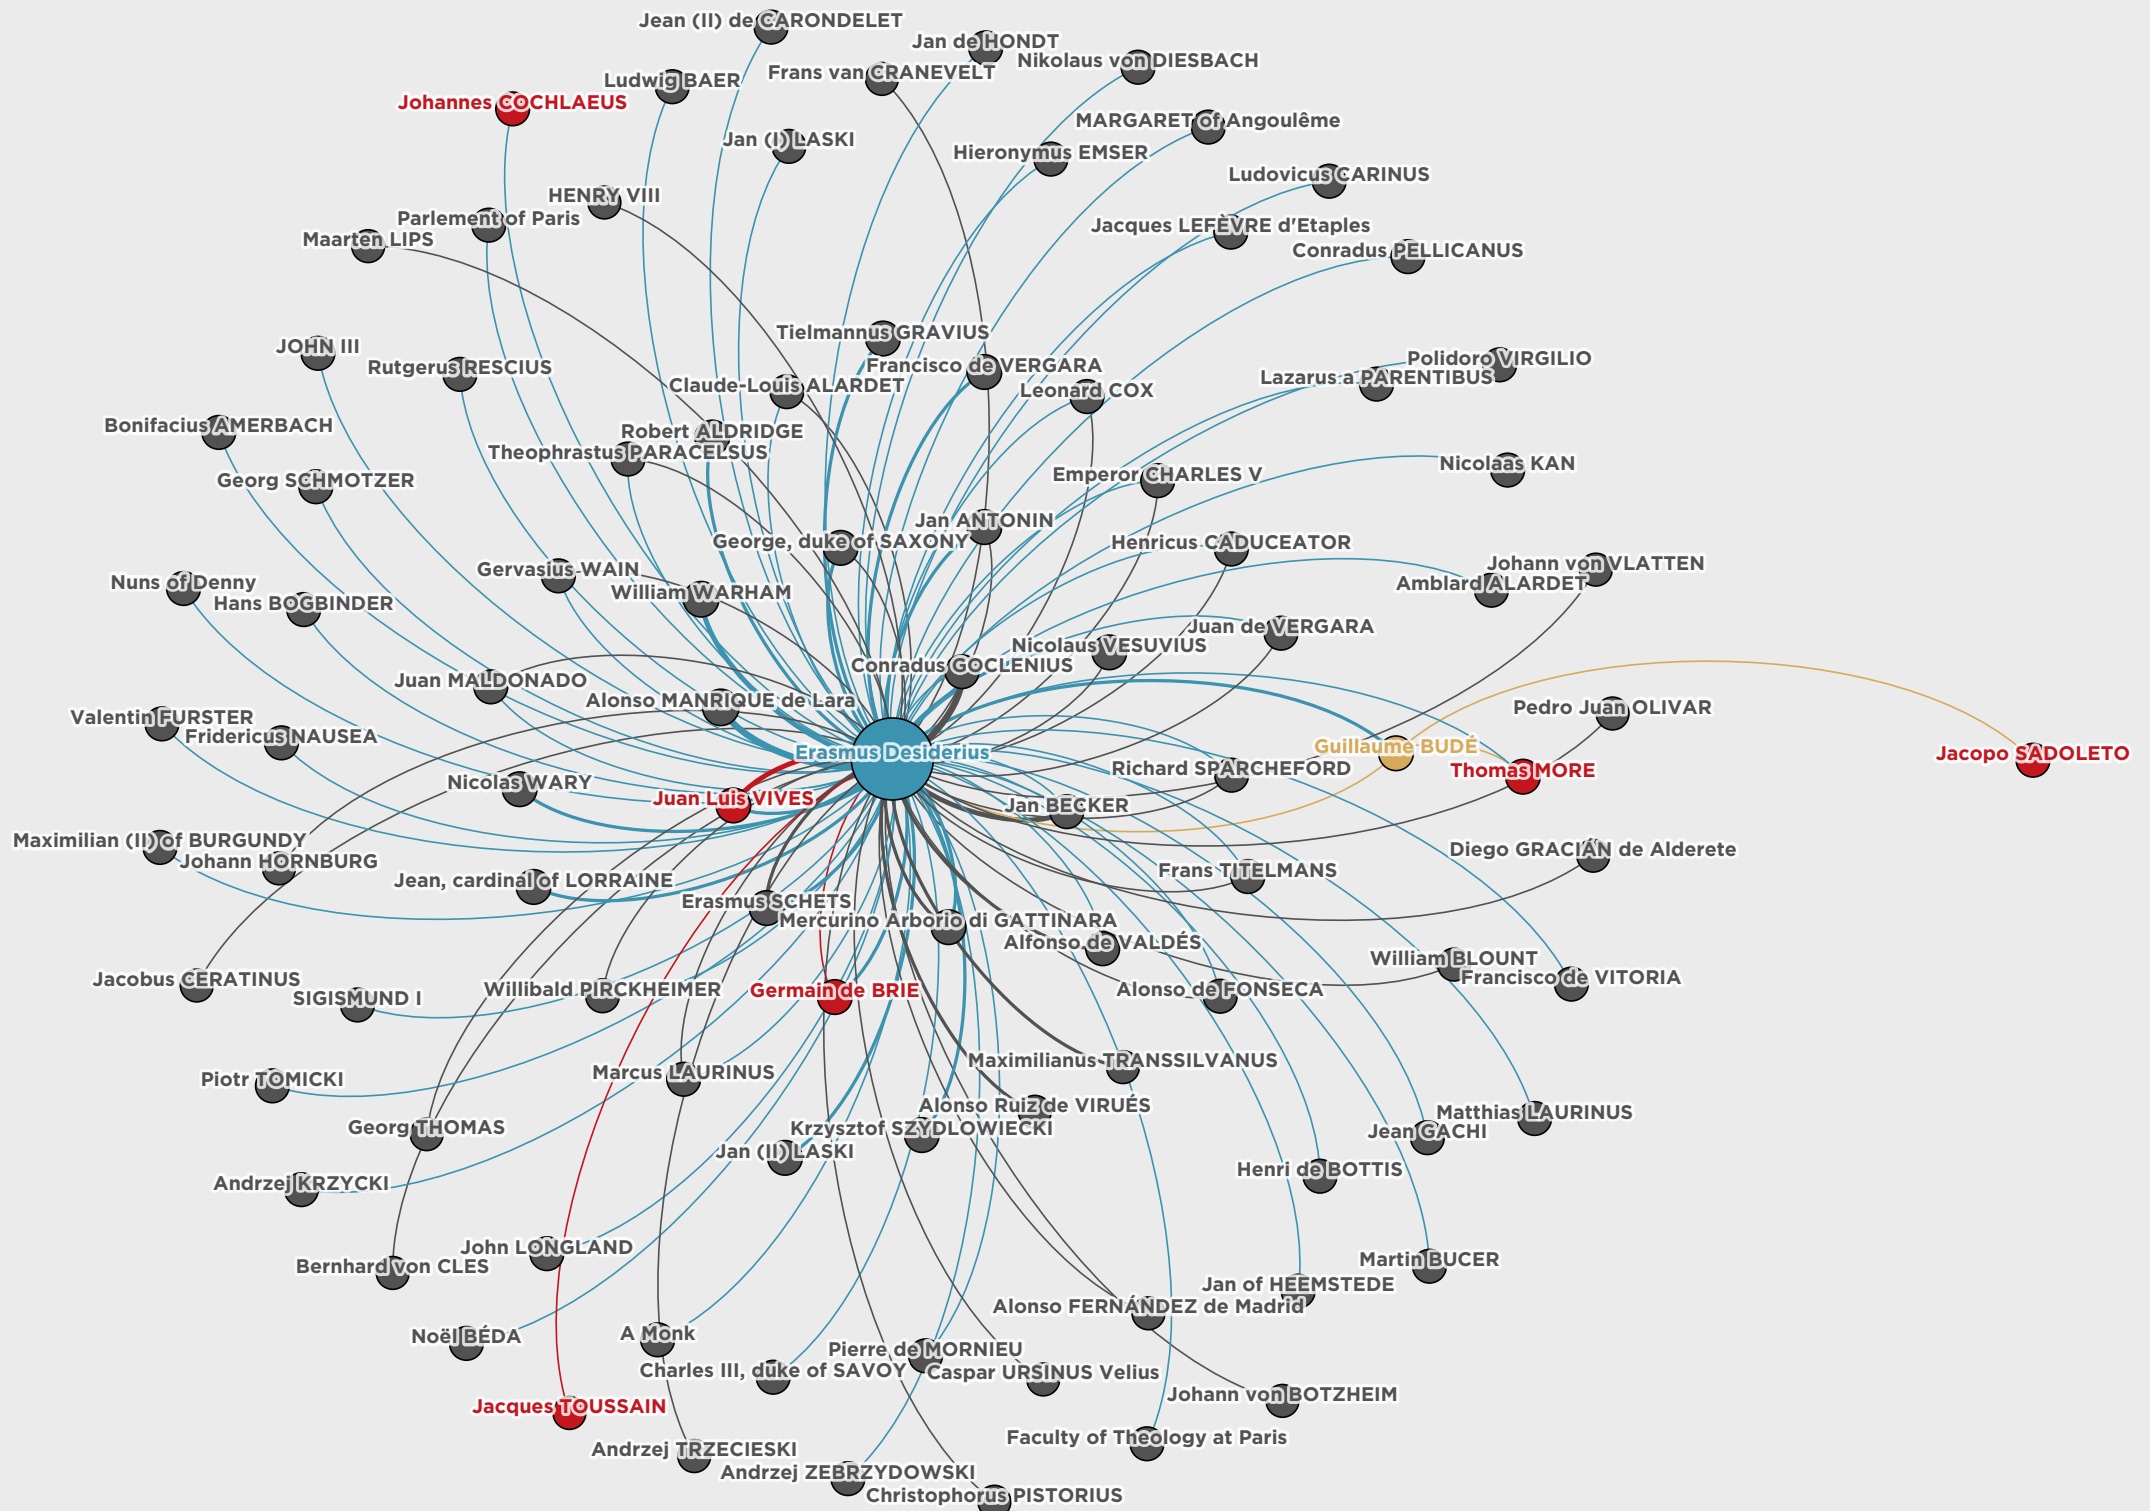 Jean (II) de CARONDELET
Jan de HONDT
Nikolaus von DIESBACH
Frans van CRANEVELT
Ludwig BAER
Johannes COCHLAEUS
MARGARET of Angoulême
Jan (I) LASKI
Hieronymus EMSER
Ludovicus CARINUS
HENRY VIII
Parlement of Paris
Jacques LEFÈVRE d'Etaples
Maarten LIPS
Conradus PELLICANUS
Tielmannus GRAVIUS
JOHN III
Polidoro VIRGILIO
Rutgerus RESCIUS
Francisco de VERGARA
Lazarus a PARENTIBUS
Claude-Louis ALARDET
Leonard COX
Bonifacius AMERBACH
Robert ALDRIDGE
Theophrastus PARACELSUS
Nicolaas KAN
Emperor CHARLES V
Georg SCHMOTZER
Jan ANTONIN
George, duke of SAXONY
Henricus CADUCEATOR
Johann von VLATTEN
Gervasius WAIN
Nuns of Denny
Amblard ALARDET
William WARHAM
Hans BOGBINDER
Juan de VERGARA
Nicolaus VESUVIUS
Conradus GOCLENIUS
Juan MALDONADO
Alonso MANRIQUE de Lara
Pedro Juan OLIVAR
Valentin FURSTER
Fridericus NAUSEA
Guillaume BUDÉ
Erasmus Desiderius
Jacopo SADOLETO
Richard SPARCHEFORD
Thomas MORE
Nicolas WARY
Juan Luis VIVES
Jan BECKER
Maximilian (II) of BURGUNDY
Diego GRACIÁN de Alderete
Johann HORNBURG
Frans TITELMANS
Jean, cardinal of LORRAINE
Erasmus SCHETS
Mercurino Arborio di GATTINARA
Alfonso de VALDÉS
William BLOUNT
Jacobus CERATINUS
Francisco de VITORIA
Willibald PIRCKHEIMER
Germain de BRIE
Alonso de FONSECA
SIGISMUND I
Maximilianus TRANSSILVANUS
Marcus LAURINUS
Piotr TOMICKI
Alonso Ruiz de VIRUÉS
Matthias LAURINUS
Georg THOMAS
Krzysztof SZYDLOWIECKI
Jean GACHI
Jan (II) LASKI
Henri de BOTTIS
Andrzej KRZYCKI
John LONGLAND
Martin BUCER
Bernhard von CLES
Jan of HEEMSTEDE
Alonso FERNÁNDEZ de Madrid
Noël BÉDA
A Monk
Pierre de MORNIEU
Charles III, duke of SAVOY
Caspar URSINUS Velius
Johann von BOTZHEIM
Jacques TOUSSAIN
Faculty of Theology at Paris
Andrzej TRZECIESKI
Andrzej ZEBRZYDOWSKI
Christophorus PISTORIUS